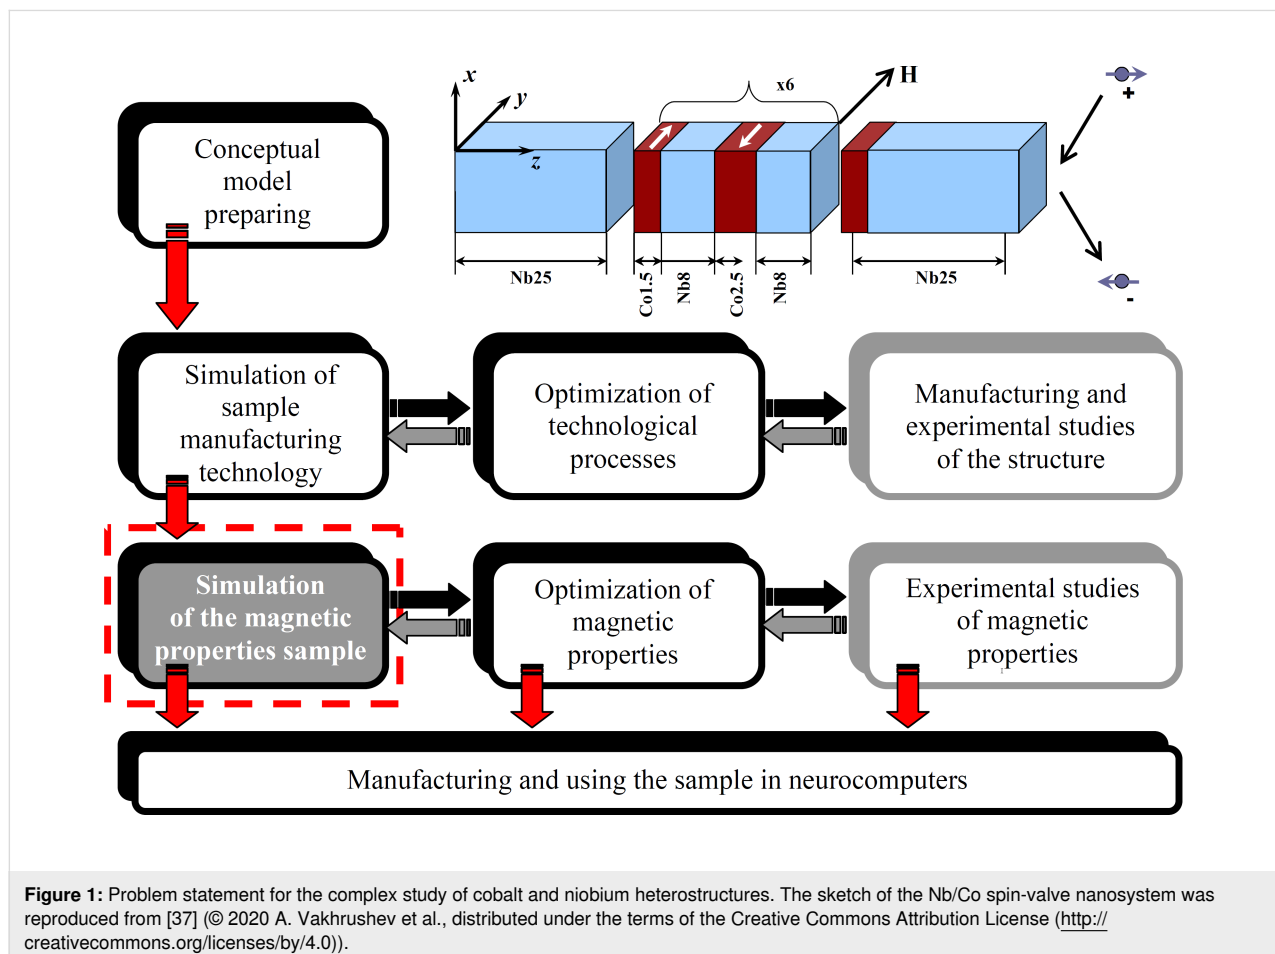 x
y
z
x6
H
+
-
Nb25
Co1.5
Nb8
Co2.5
Nb8
Nb25
Conceptual
model
preparing
Simulation of
sample
manufacturing
technology
Optimization of
technological
processes
Manufacturing and
experimental studies
of the structure
Simulation
of the magnetic
properties sample
Optimization of
magnetic
properties
Experimental studies
of magnetic
properties
Manufacturing and using the sample in neurocomputers
Figure 1: Problem statement for the complex study of cobalt and niobium heterostructures. The sketch of the Nb/Co spin-valve nanosystem was
reproduced from [37] (© 2020 A. Vakhrushev et al., distributed under the terms of the Creative Commons Attribution License (http://
creativecommons.org/licenses/by/4.0)).